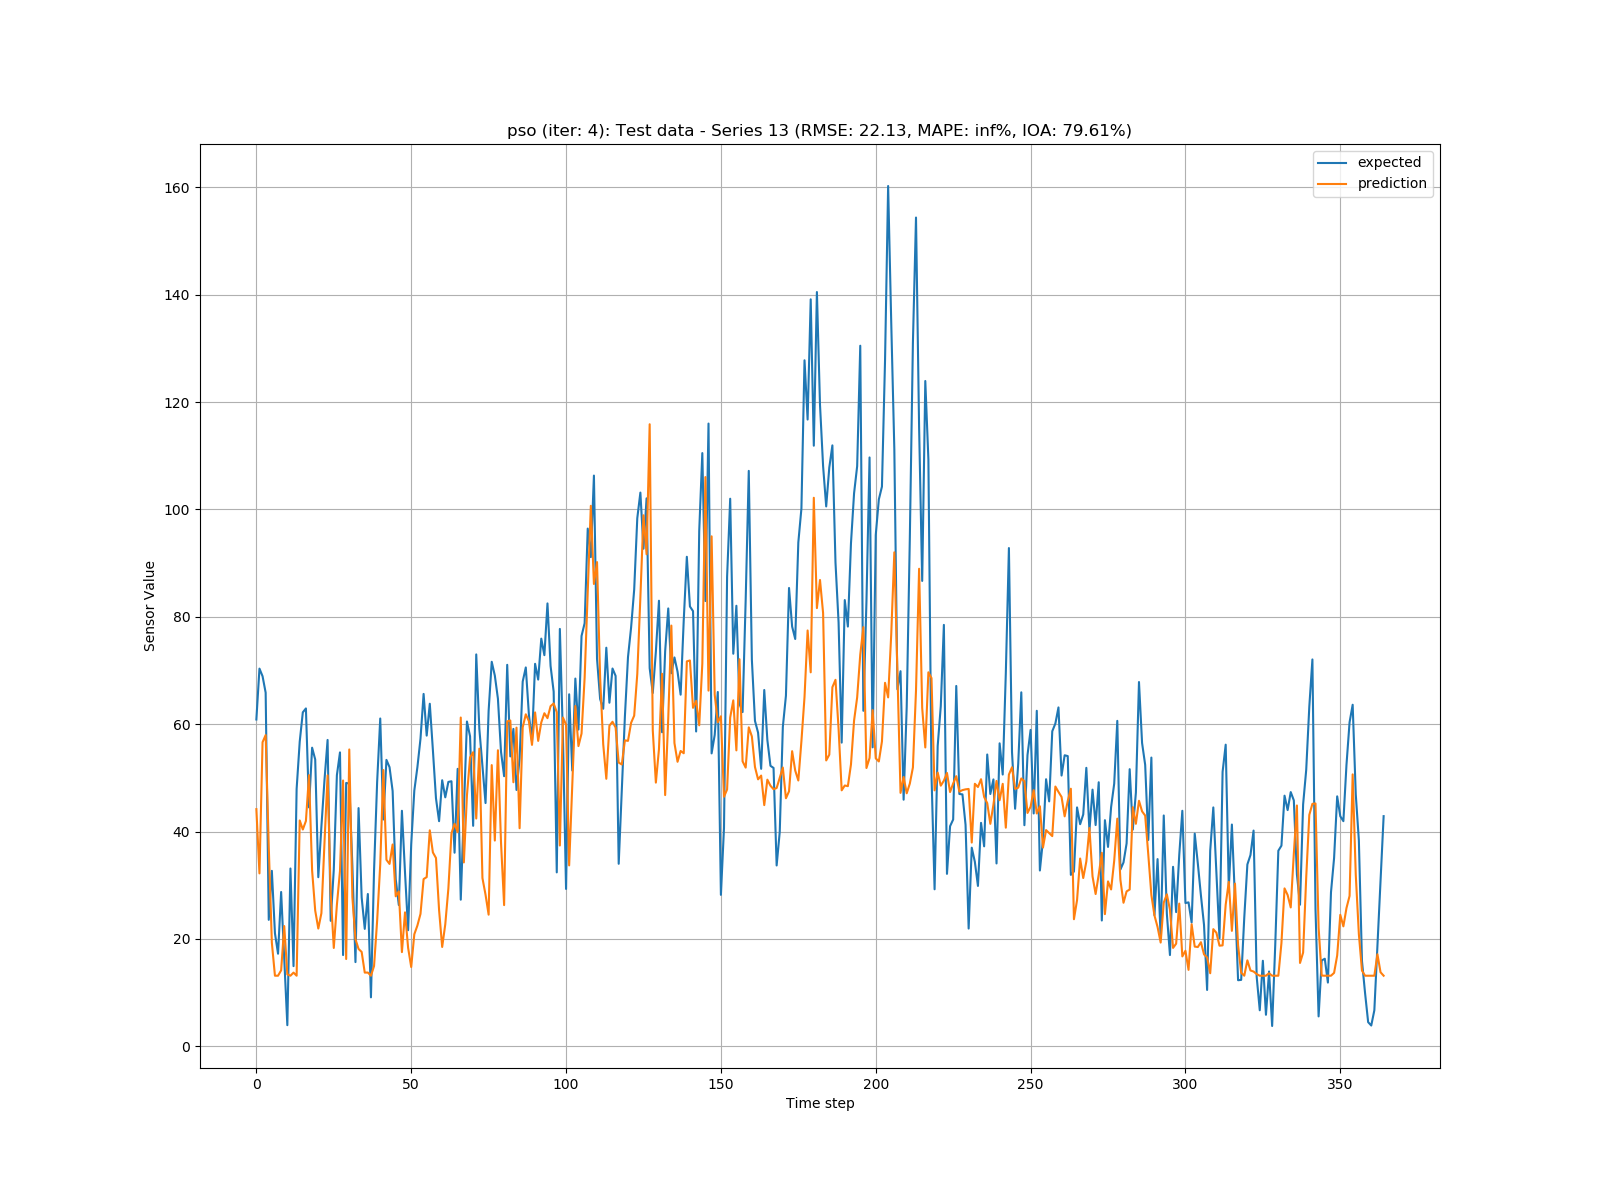 pso (iter: 4): Test data - Series 13 (RMSE: 22.13, MAPE: inf%, IOA: 79.61%)
expected
prediction
160
140
120
100
80
60
40
20
0
Sensor Value
0 50 100 150 200 250 300 350
Time step